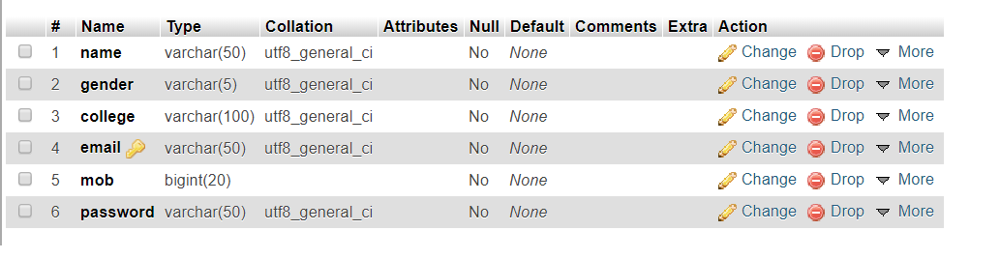 # Name Type Collation Attributes Null Default Comments Extra Action
1 name varchar(50) utf8_general_ci No None Change Drop More
2 gender varchar(5) utf8_general_ci No None Change Drop More
3 college varchar(100) utf8_general_ci No None Change Drop More
4 email varchar(50) utf8_general_ci No None Change Drop More
5 mob bigint(20) No None Change Drop More
6 password varchar(50) utf8_general_ci No None Change Drop More